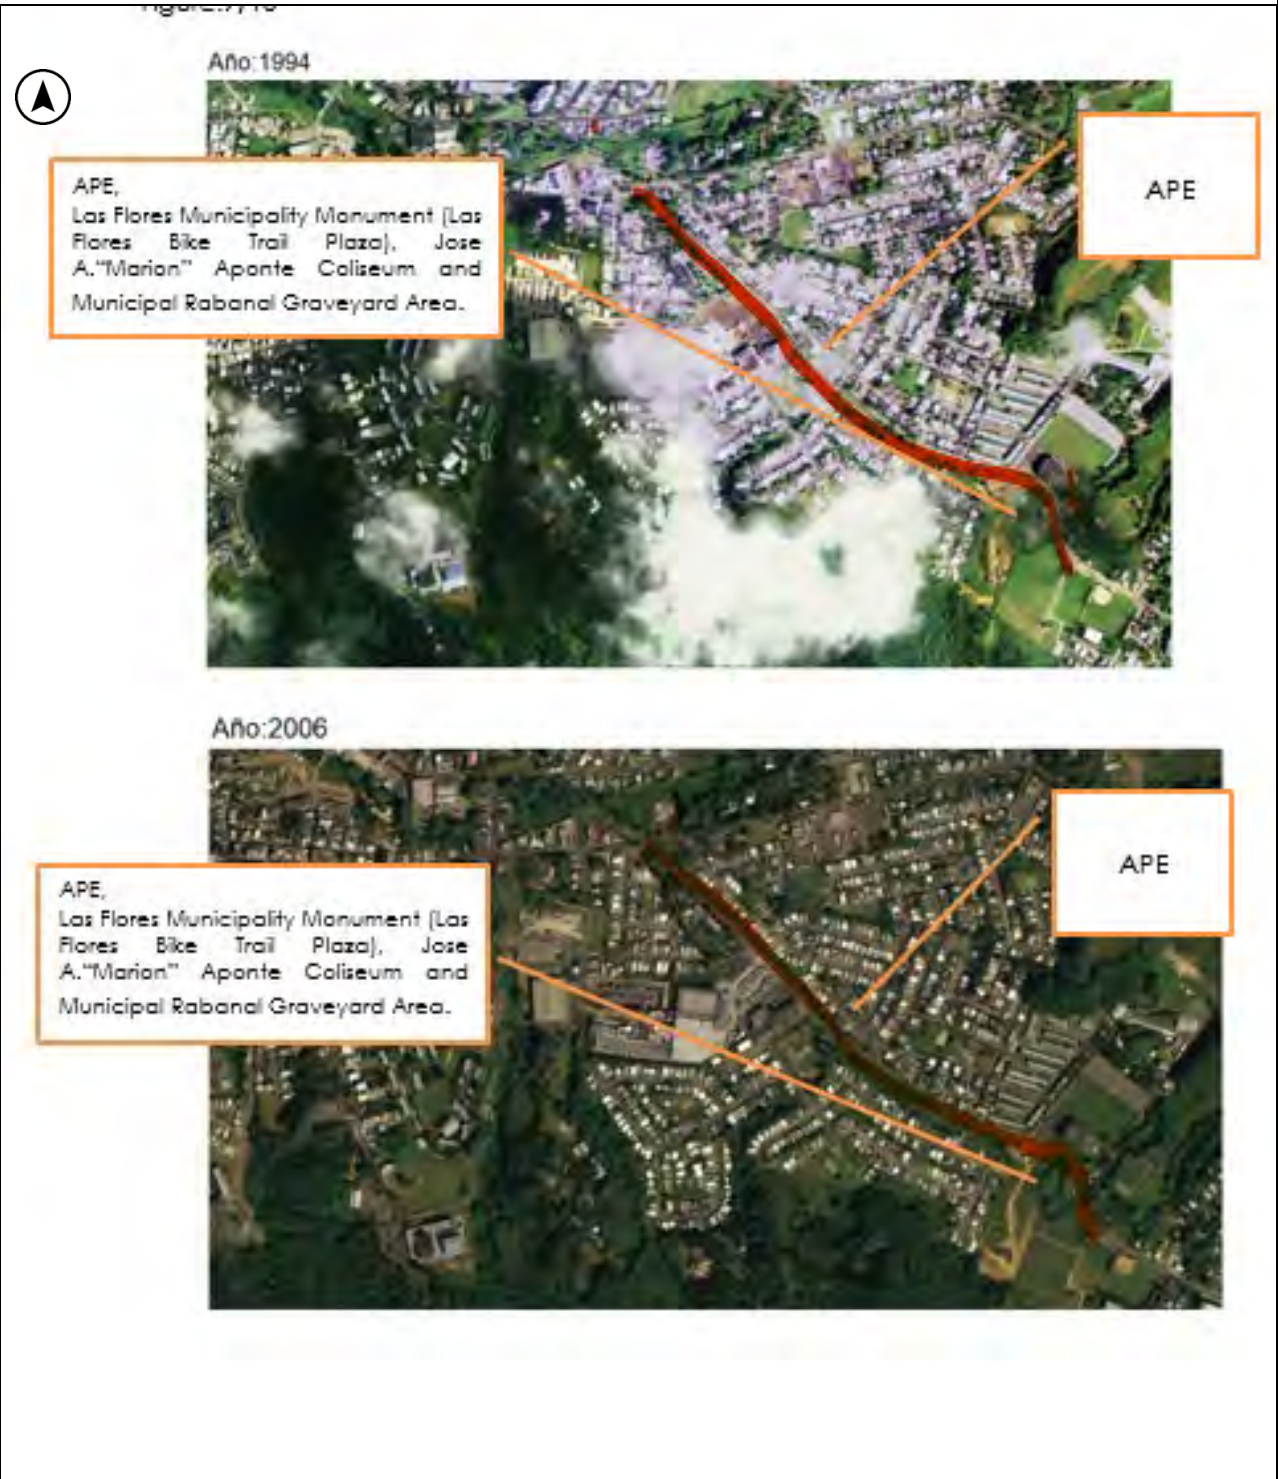 Año:1994
APE,
Las Flores Municipality Monument (Las
Flores Bike Trail Plaza), Jose
A."Marion" Aponte Coliseum and
Municipal Rabanal Graveyard Area.
APE
Año:2006
APE,
Las Flores Municipality Monument (Las
Flores Bike Trail Plaza), Jose
A."Marion" Aponte Coliseum and
Municipal Rabanal Graveyard Area.
APE